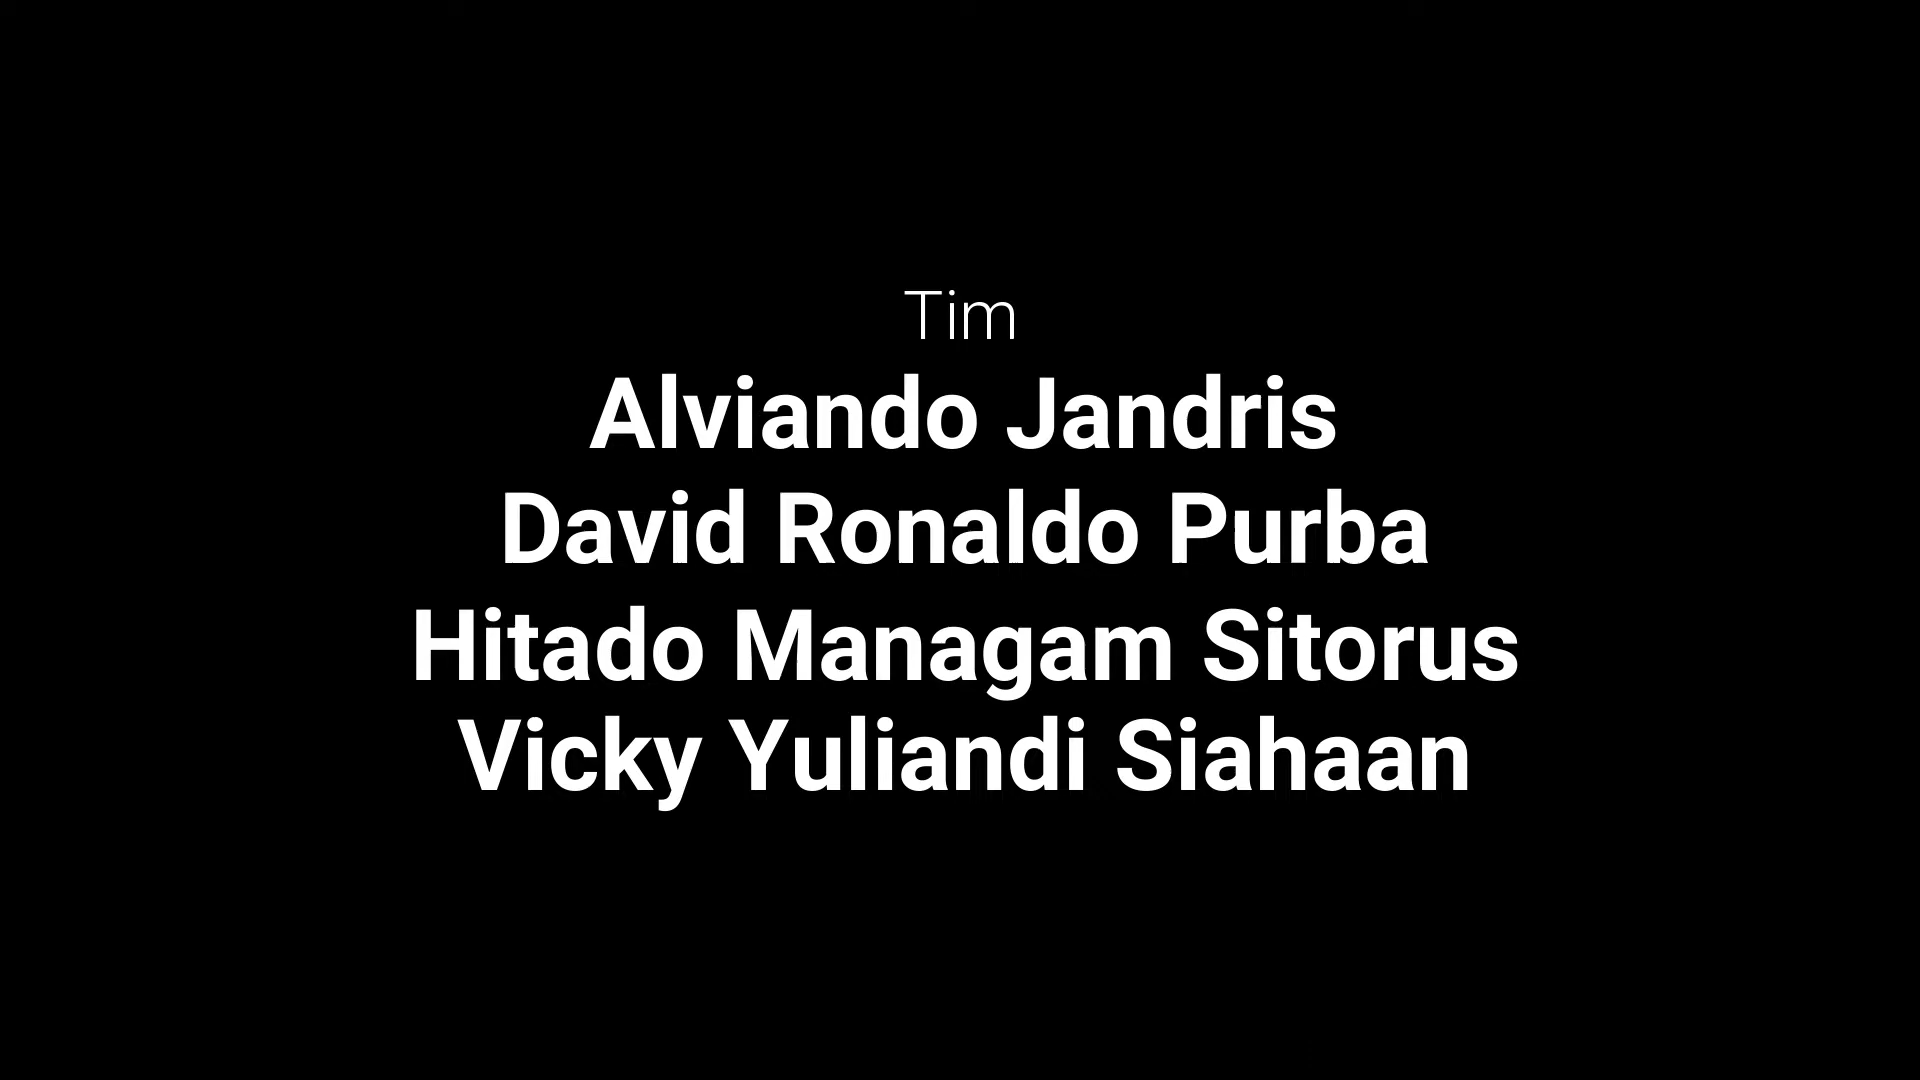 Tim
Alviando Jandris
David Ronaldo Purba
Hitado Managam Sitorus
Vicky Yuliandi Siahaan